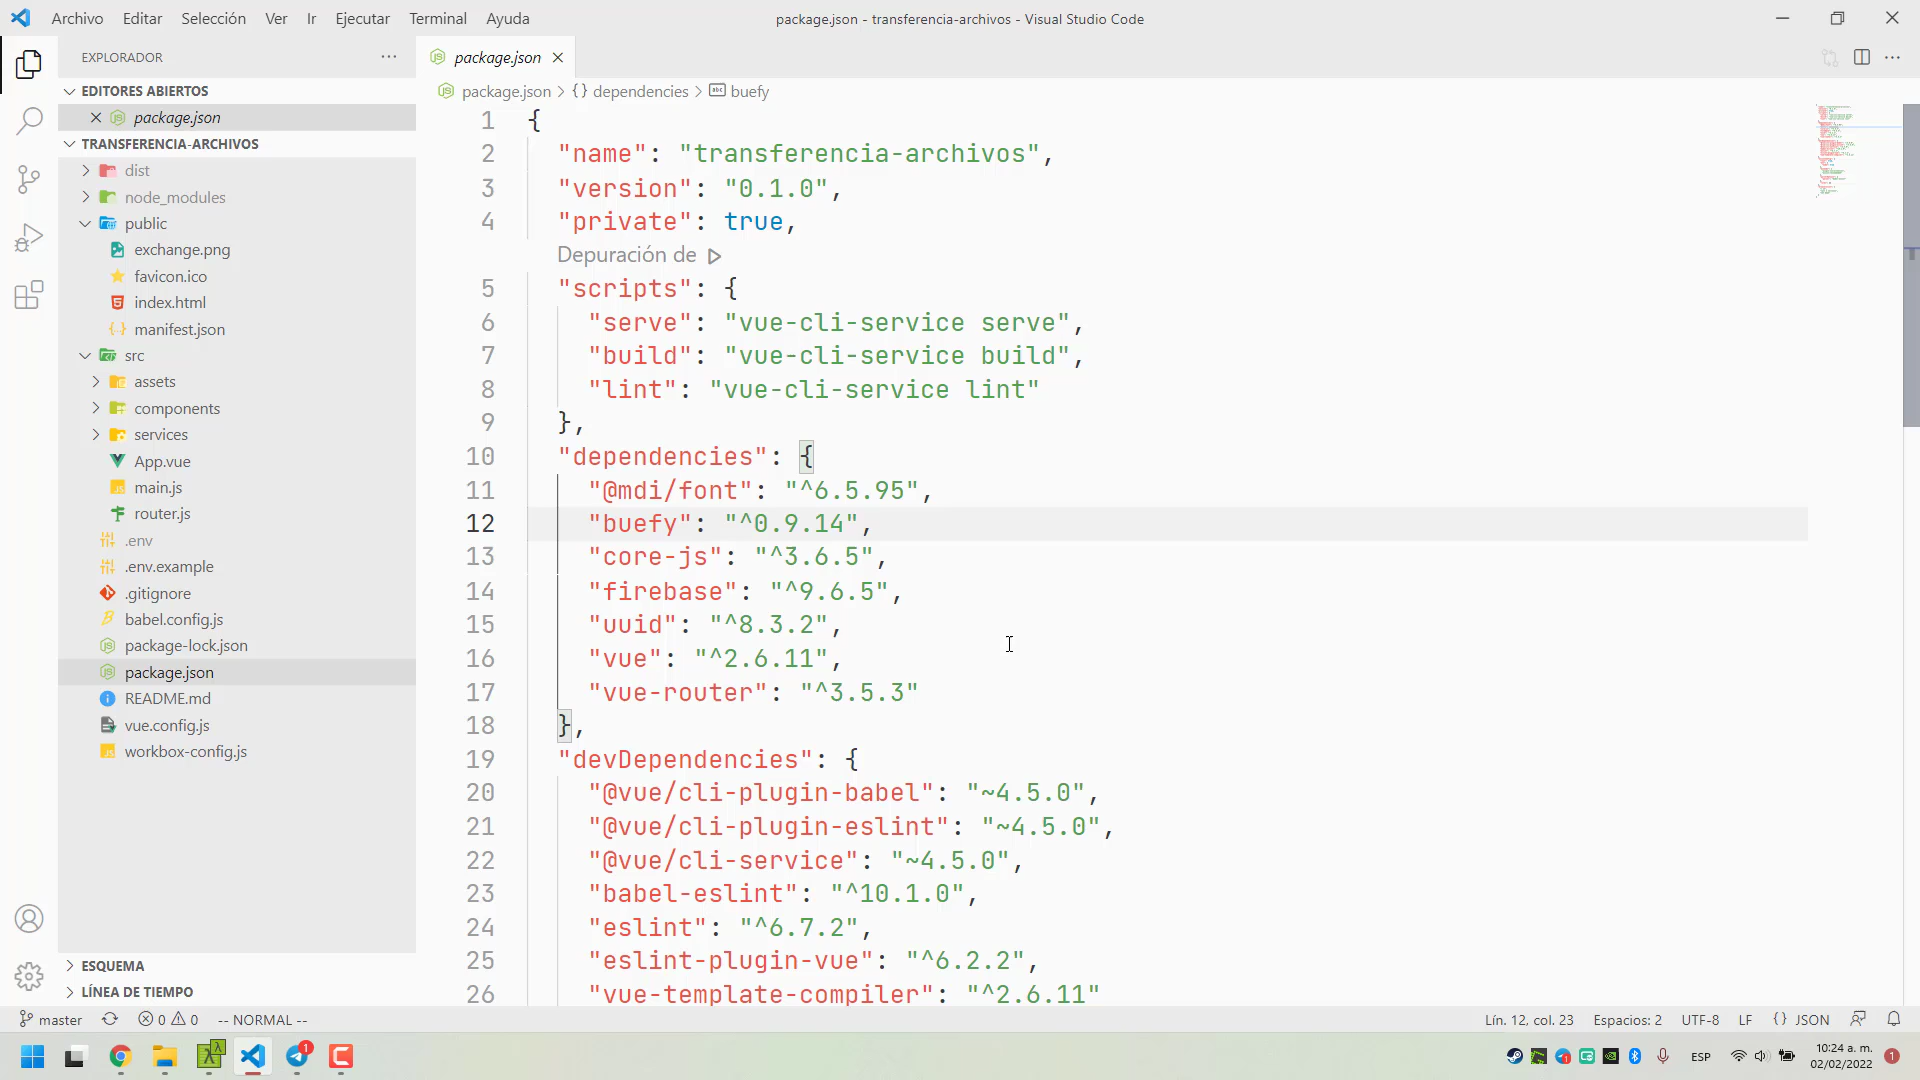 Archivo Editar Selección Ver Ir Ejecutar Terminal Ayuda
package.json - transferencia-archivos - Visual Studio Code
EXPLORADOR
EDITORES ABIERTOS
package.json
TRANSFERENCIA-ARCHIVOS
dist
node_modules
public
exchange.png
favicon.ico
index.html
manifest.json
src
assets
components
services
App.vue
main.js
router.js
.env
.env.example
.gitignore
babel.config.js
package-lock.json
package.json
README.md
vue.config.js
workbox-config.js
ESQUEMA
LÍNEA DE TIEMPO
package.json
package.json > {} dependencies > buefy
1 {
2 "name": "transferencia-archivos",
3 "version": "0.1.0",
4 "private": true,
Depuración de
5 "scripts": {
6 "serve": "vue-cli-service serve",
7 "build": "vue-cli-service build",
8 "lint": "vue-cli-service lint"
9 },
10 "dependencies": {
11 "@mdi/font": "^6.5.95",
12 "buefy": "^0.9.14",
13 "core-js": "^3.6.5",
14 "firebase": "^9.6.5",
15 "uuid": "^8.3.2",
16 "vue": "^2.6.11",
17 "vue-router": "^3.5.3"
18 },
19 "devDependencies": {
20 "@vue/cli-plugin-babel": "~4.5.0",
21 "@vue/cli-plugin-eslint": "~4.5.0",
22 "@vue/cli-service": "~4.5.0",
23 "babel-eslint": "^10.1.0",
24 "eslint": "^6.7.2",
25 "eslint-plugin-vue": "^6.2.2",
26 "vue-template-compiler": "^2.6.11"
master 0 0 -- NORMAL --
Lín. 12, col. 23 Espacios: 2 UTF-8 LF {} JSON
1
ESP
10:24 a. m.
02/02/2022
1